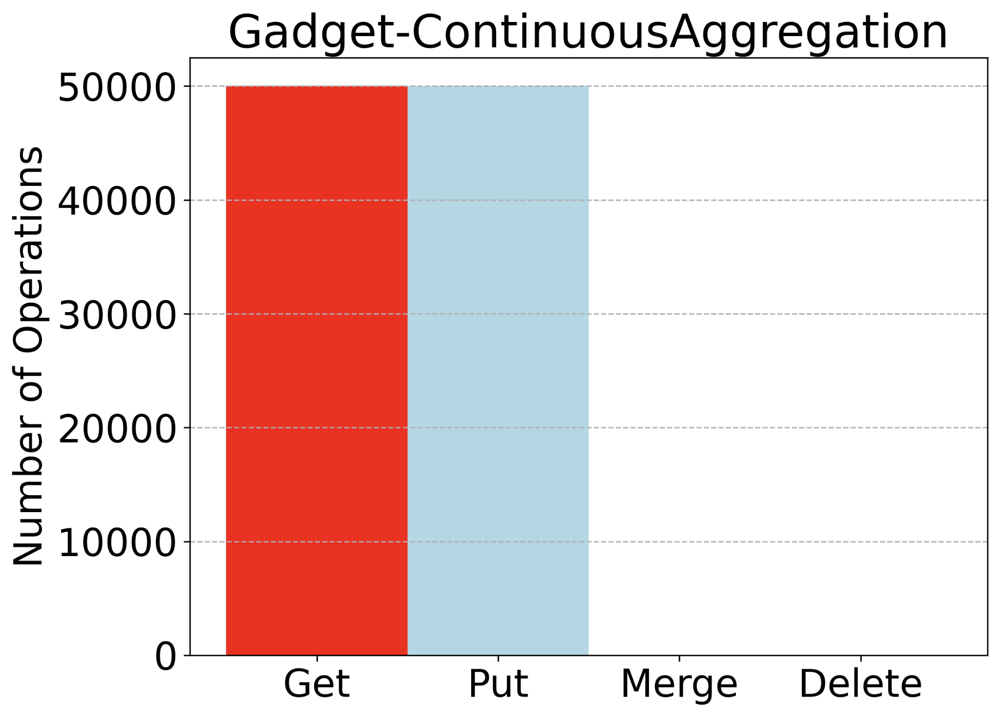 Gadget-ContinuousAggregation
Number of Operations
50000
40000
30000
20000
10000
0
Get Put Merge Delete